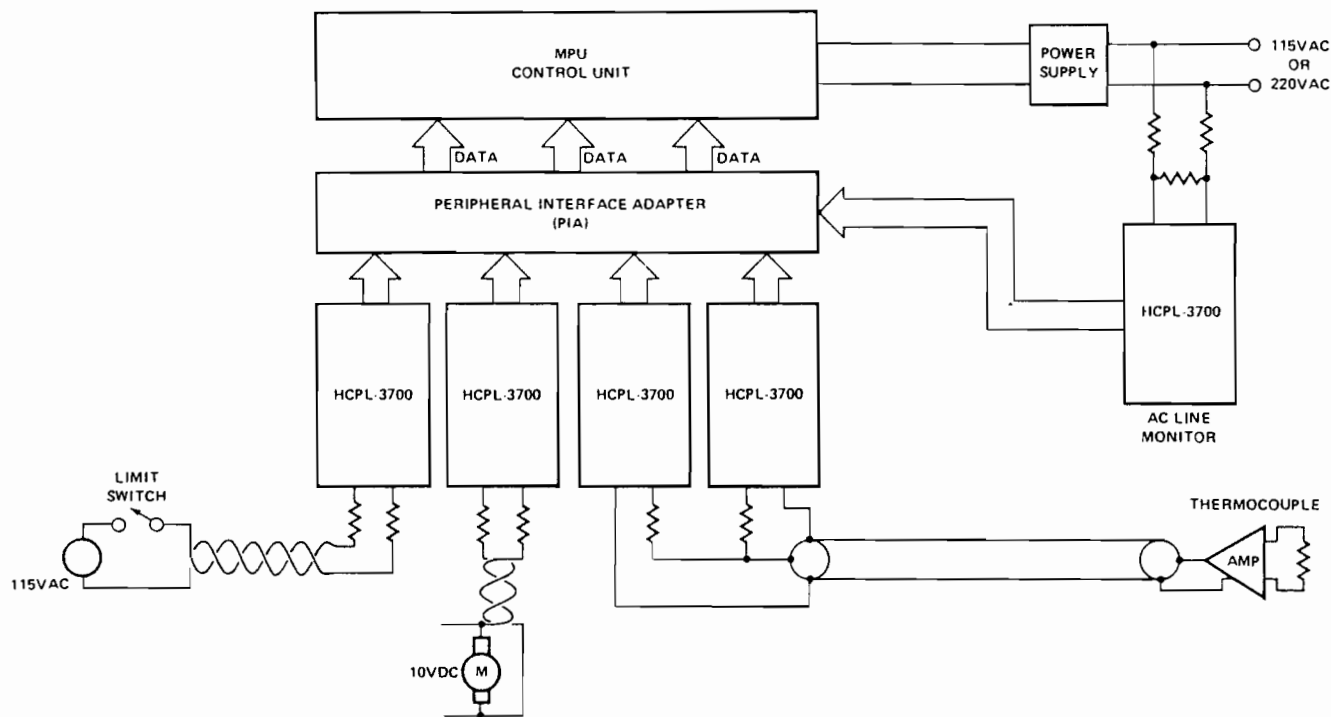 MPU
CONTROL UNIT
POWER
SUPPLY
115VAC
OR
220VAC
DATA
DATA
DATA
PERIPHERAL INTERFACE ADAPTER
(PIA)
HCPL-3700
HCPL-3700
HCPL-3700
HCPL-3700
HCPL-3700
AC LINE
MONITOR
LIMIT
SWITCH
115VAC
10VDC
M
THERMOCOUPLE
AMP